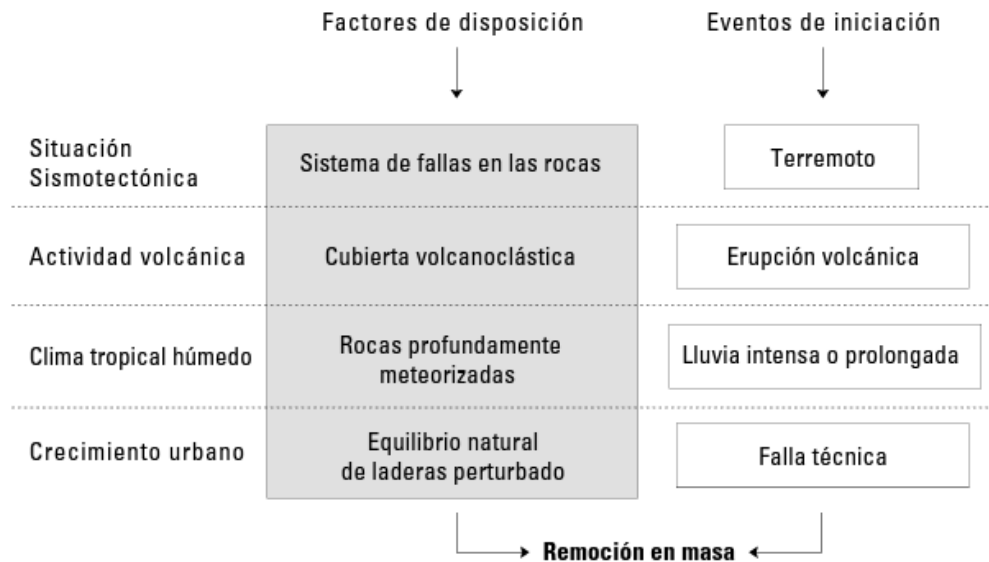 Factores de disposición
Eventos de iniciación
Situación
Sismotectónica
Sistema de fallas en las rocas
Terremoto
Actividad volcánica
Cubierta volcanoclástica
Erupción volcánica
Clima tropical húmedo
Rocas profundamente
meteorizadas
Lluvia intensa o prolongada
Crecimiento urbano
Equilibrio natural
de laderas perturbado
Falla técnica
Remoción en masa